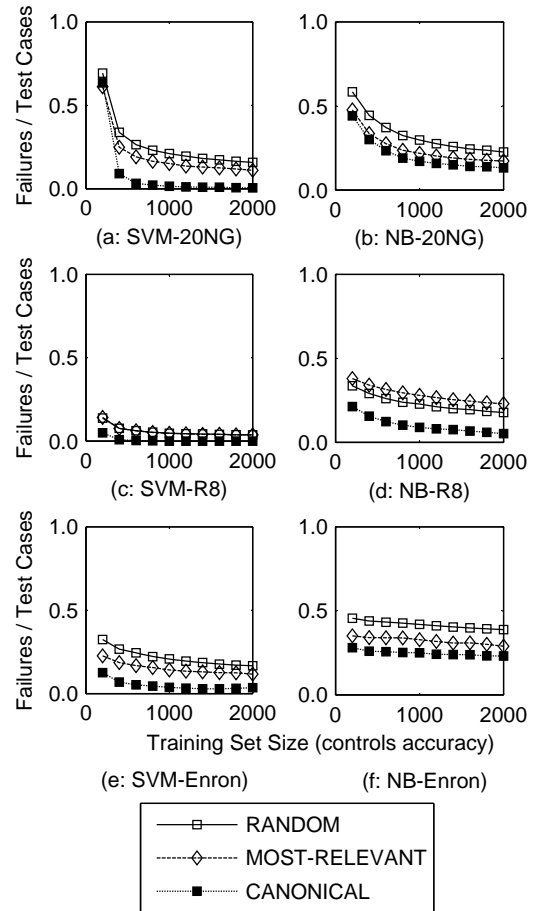 1.0
0.5
0.0
0
1000
2000
Failures / Test Cases
(a: SVM-20NG)
1.0
0.5
0.0
0
1000
2000
(b: NB-20NG)
1.0
0.5
0.0
0
1000
2000
Failures / Test Cases
(c: SVM-R8)
1.0
0.5
0.0
0
1000
2000
(d: NB-R8)
1.0
0.5
0.0
0
1000
2000
Failures / Test Cases
1.0
0.5
0.0
0
1000
2000
Training Set Size (controls accuracy)
(e: SVM-Enron)
(f: NB-Enron)
RANDOM
MOST-RELEVANT
CANONICAL